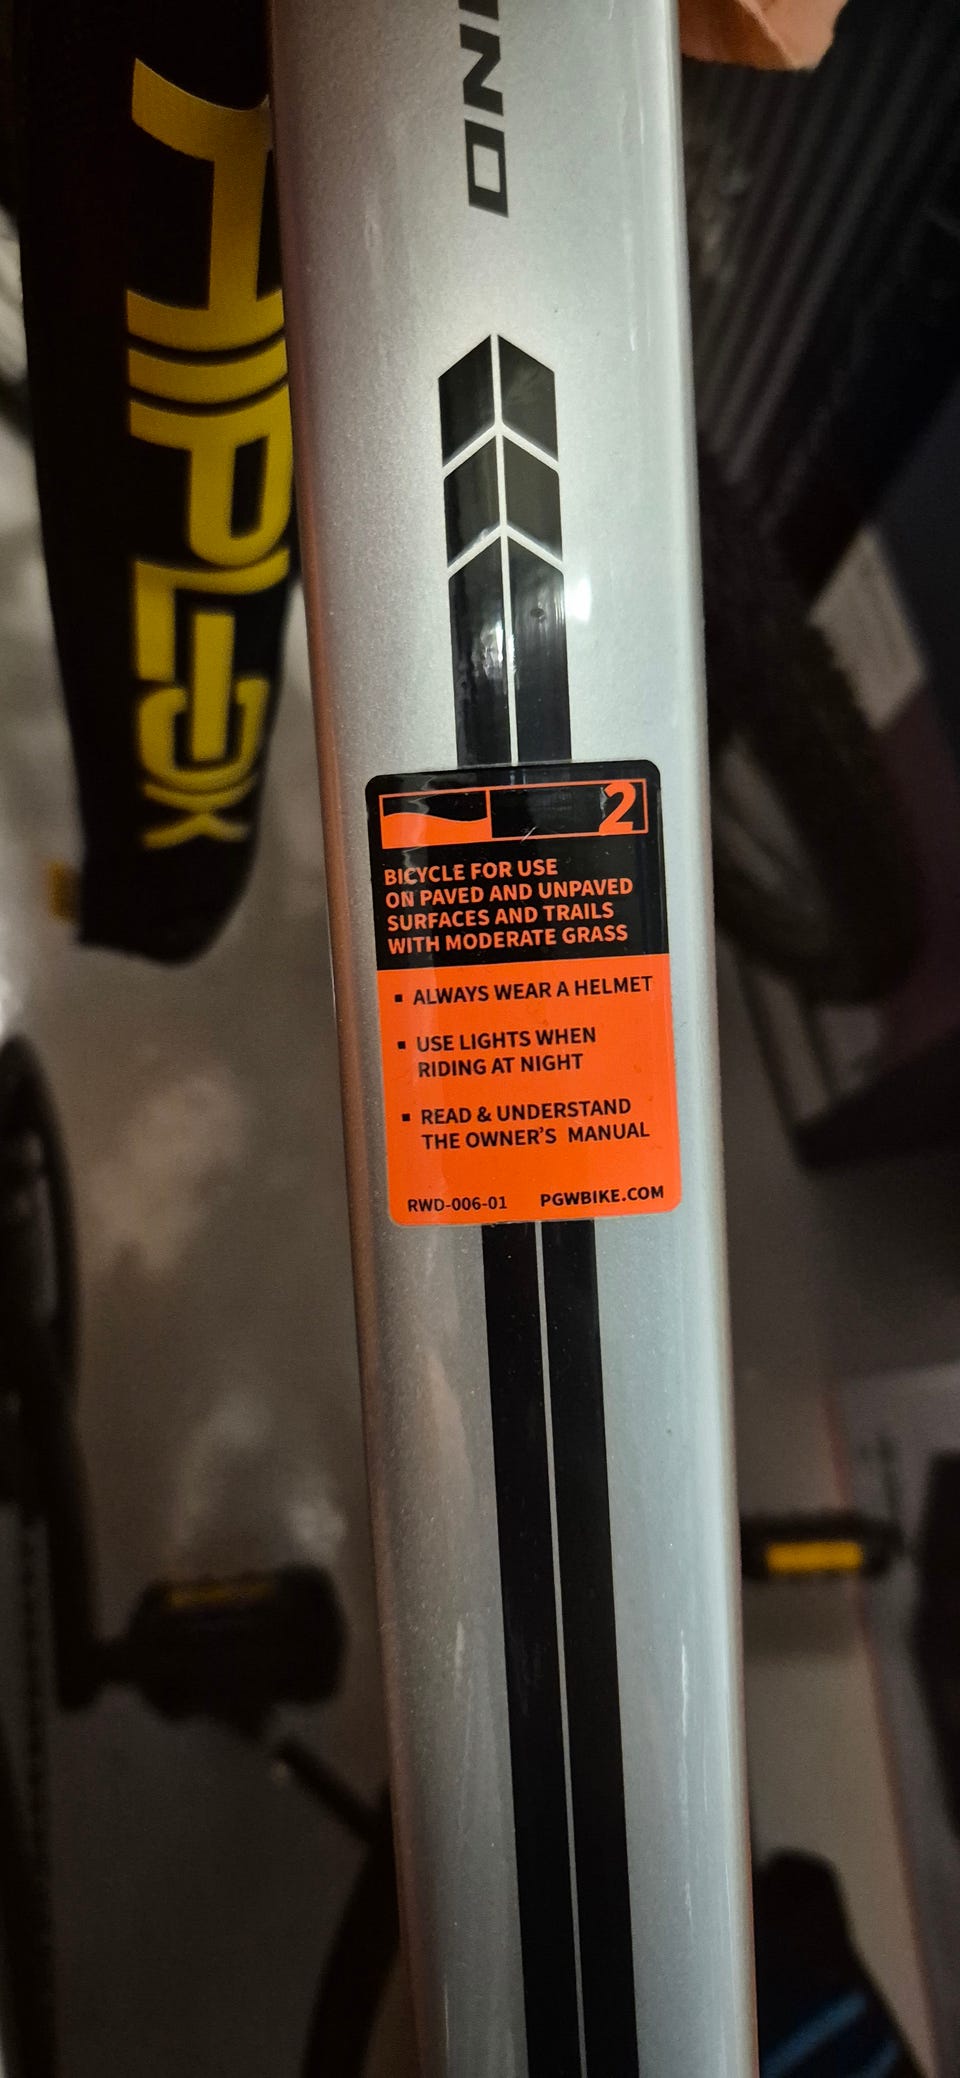 2
BICYCLE FOR USE
ON PAVED AND UNPAVED
SURFACES AND TRAILS
WITH MODERATE GRASS
▪ ALWAYS WEAR A HELMET
▪ USE LIGHTS WHEN
RIDING AT NIGHT
▪ READ & UNDERSTAND
THE OWNER'S MANUAL
RWD-006-01 PGWBIKE.COM